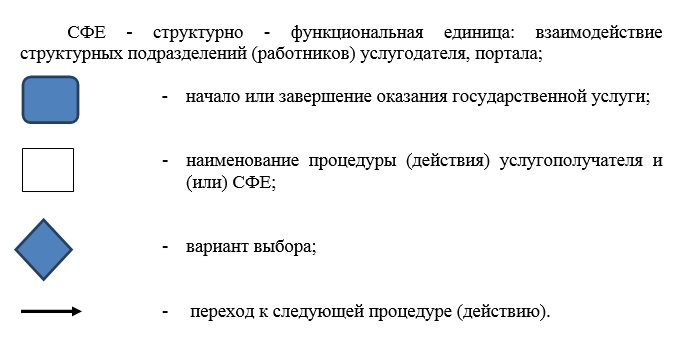 СФЕ - структурно - функциональная единица: взаимодействие
структурных подразделений (работников) услугодателя, портала;
- начало или завершение оказания государственной услуги;
- наименование процедуры (действия) услугополучателя и
(или) СФЕ;
- вариант выбора;
- переход к следующей процедуре (действию).